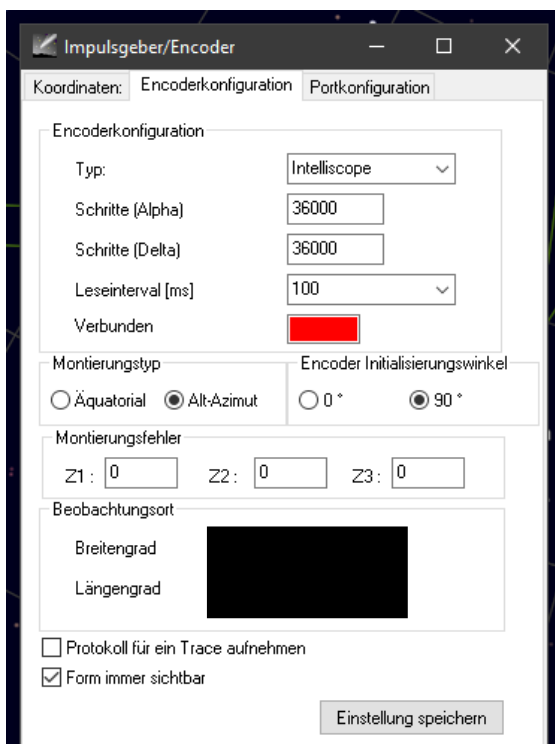 Impulsgeber/Encoder
Koordinaten: Encoderkonfiguration Portkonfiguration
Encoderkonfiguration
Typ: Intelliscope
Schritte (Alpha) 36000
Schritte (Delta) 36000
Leseinterval [ms] 100
Verbunden
Montierungstyp Encoder Initialisierungswinkel
Äquatorial Alt-Azimut 0 ° 90 °
Montierungsfehler
Z1 : 0 Z2 : 0 Z3 : 0
Beobachtungsort
Breitengrad
Längengrad
Protokoll für ein Trace aufnehmen
Form immer sichtbar
Einstellung speichern